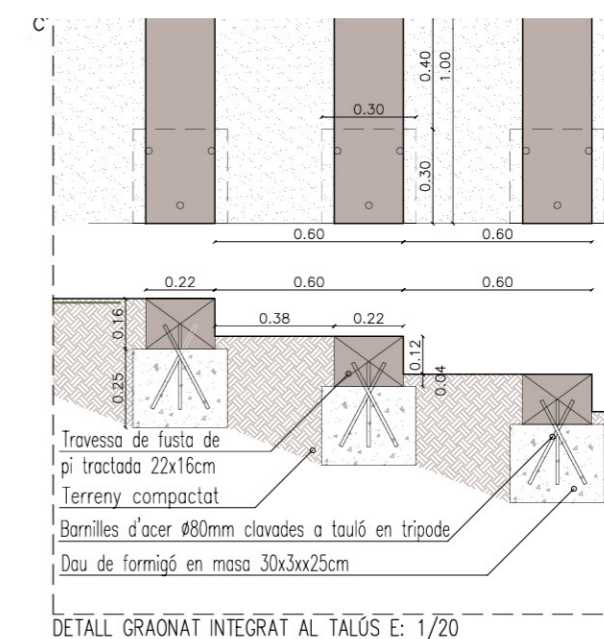 C'
0.40
1.00
0.30
0.30
0.60
0.60
0.22
0.60
0.60
0.16
0.38
0.22
0.12
0.04
0.25
Travessa de fusta de
pi tractada 22x16cm
Terreny compactat
Barnilles d'acer Ø80mm clavades a tauló en tripode
Dau de formigó en masa 30x3xx25cm
DETALL GRAONAT INTEGRAT AL TALÚS E: 1/20